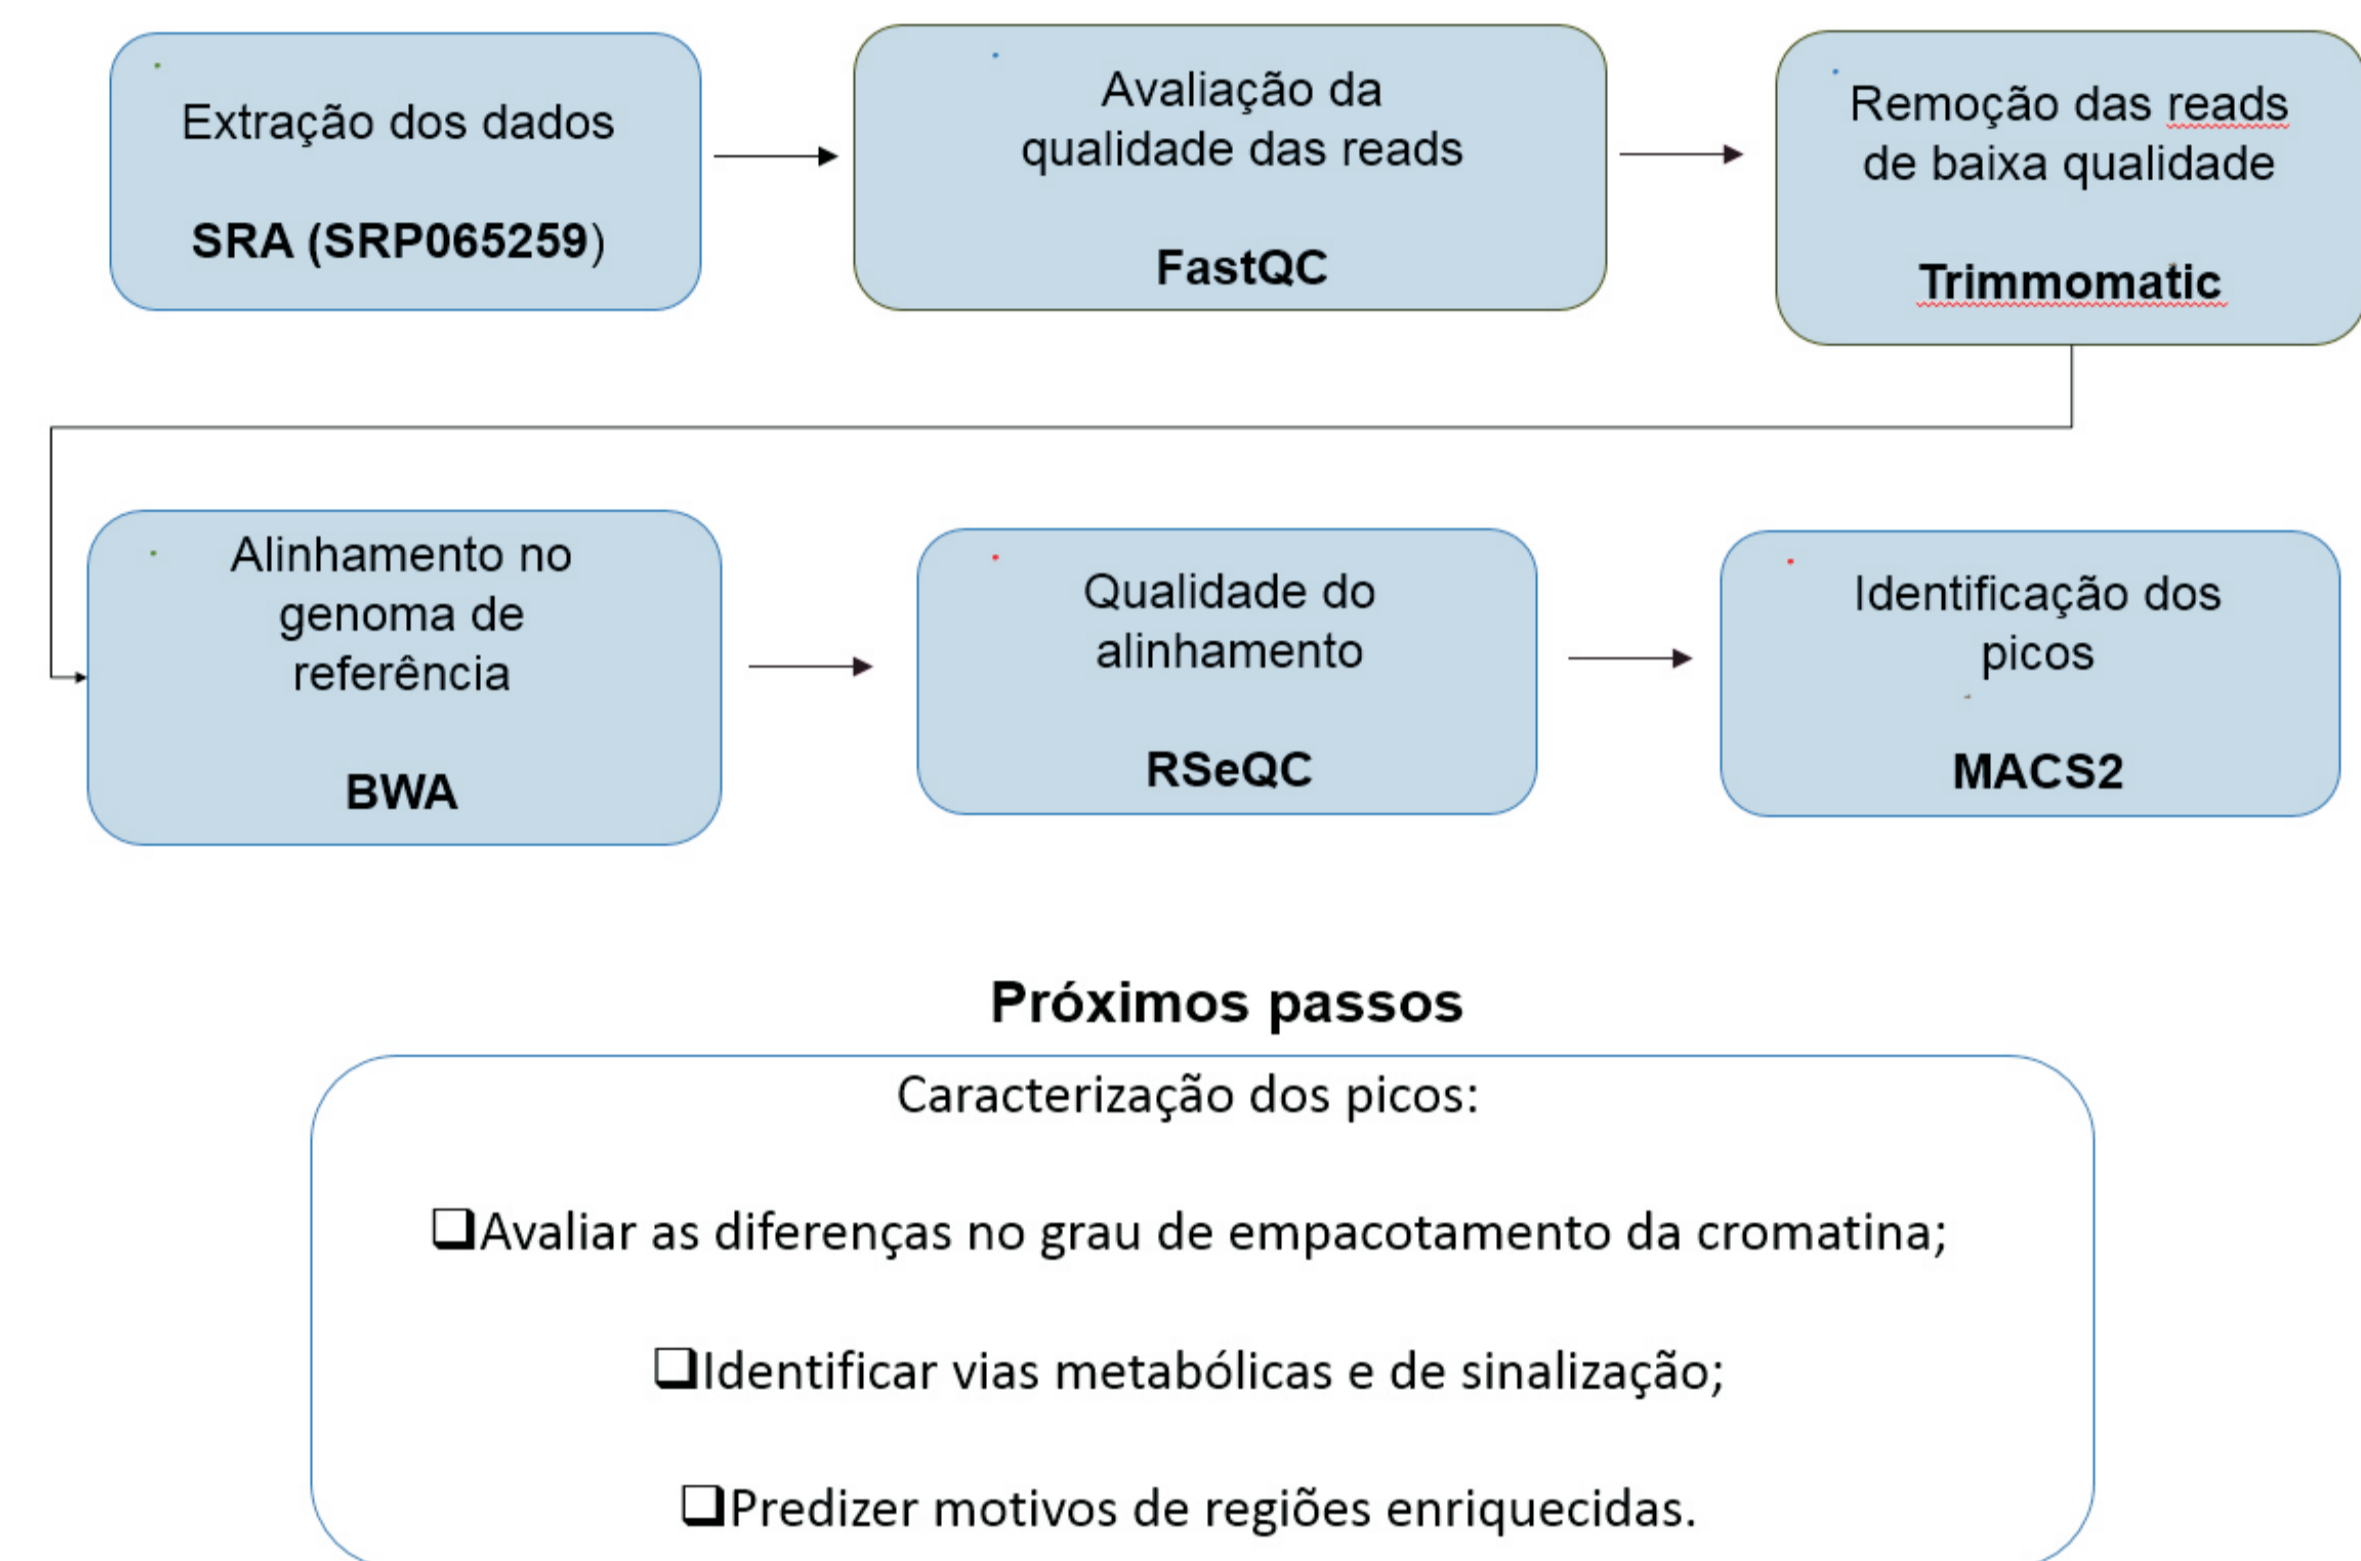 Extração dos dados
SRA (SRP065259)
Avaliação da
qualidade das reads
FastQC
Remoção das reads
de baixa qualidade
Trimmomatic
Alinhamento no
genoma de
referência
BWA
Qualidade do
alinhamento
RSeQC
Identificação dos
picos
MACS2
Próximos passos
Caracterização dos picos:
❑Avaliar as diferenças no grau de empacotamento da cromatina;
❑Identificar vias metabólicas e de sinalização;
❑Predizer motivos de regiões enriquecidas.